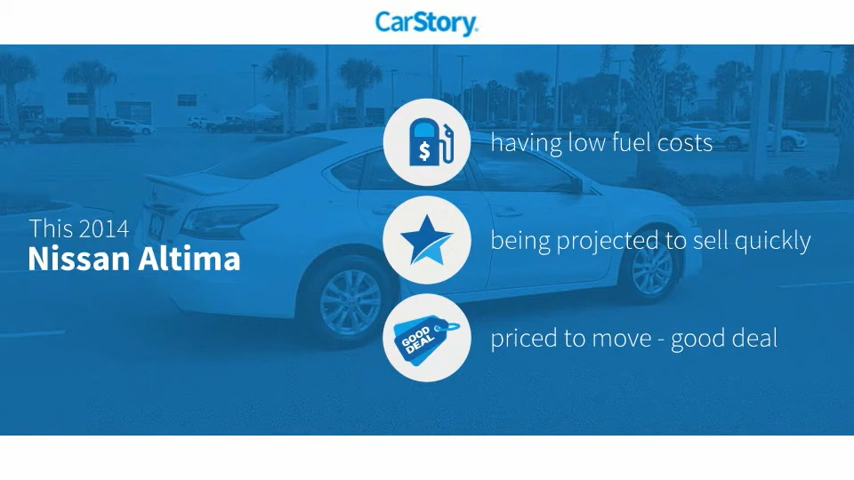 CarStory®
having low fuel costs
This 2014
Nissan Altima
being projected to sell quickly
GOOD
DEAL
priced to move - good deal